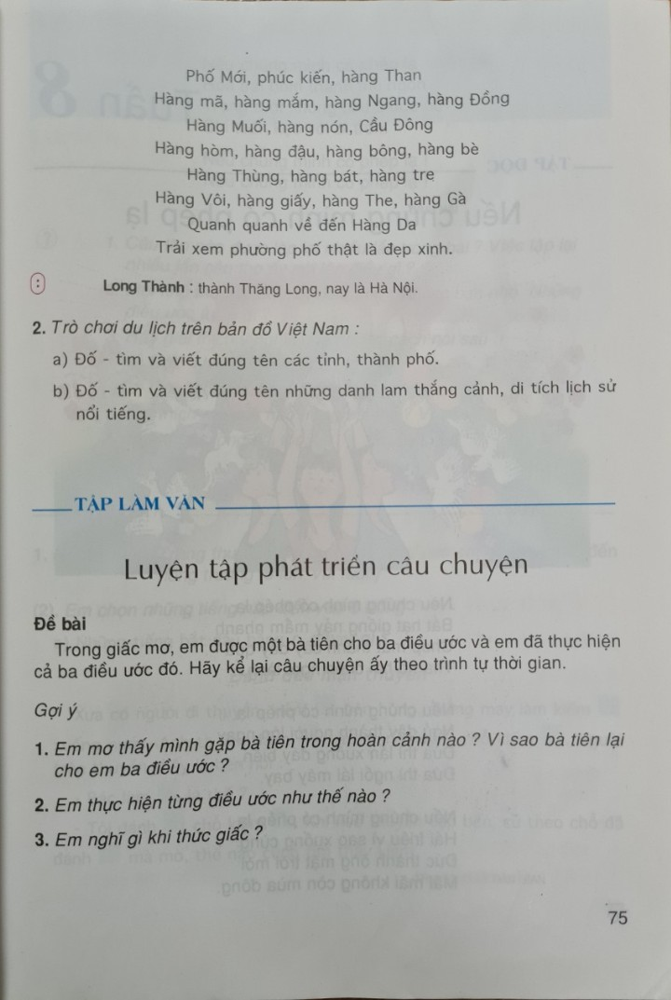 Phố Mới, phúc kiến, hàng Than
Hàng mã, hàng mắm, hàng Ngang, hàng Đồng
Hàng Muối, hàng nón, Cầu Đông
Hàng hòm, hàng đậu, hàng bông, hàng bè
Hàng Thùng, hàng bát, hàng tre
Hàng Vôi, hàng giấy, hàng The, hàng Gà
Quanh quanh về đến Hàng Da
Trải xem phường phố thật là đẹp xinh.
Long Thành : thành Thăng Long, nay là Hà Nội.
2. Trò chơi du lịch trên bản đồ Việt Nam :
a) Đố - tìm và viết đúng tên các tỉnh, thành phố.
b) Đố - tìm và viết đúng tên những danh lam thắng cảnh, di tích lịch sử
nổi tiếng.
TẬP LÀM VĂN
Luyện tập phát triển câu chuyện
Đề bài
Trong giấc mơ, em được một bà tiên cho ba điều ước và em đã thực hiện
cả ba điều ước đó. Hãy kể lại câu chuyện ấy theo trình tự thời gian.
Gợi ý
1. Em mơ thấy mình gặp bà tiên trong hoàn cảnh nào ? Vì sao bà tiên lại
cho em ba điều ước ?
2. Em thực hiện từng điều ước như thế nào ?
3. Em nghĩ gì khi thức giấc ?
75